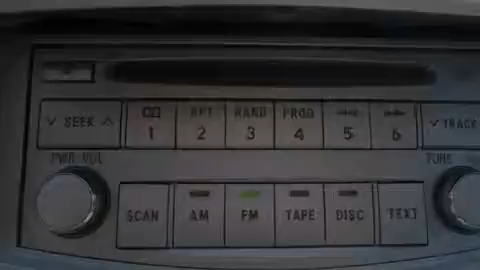 RPT RAND PROG
SEEK 1 2 3 4 5 6 TRACK
PWR·VOL TUNE
SCAN AM FM TAPE DISC TEXT